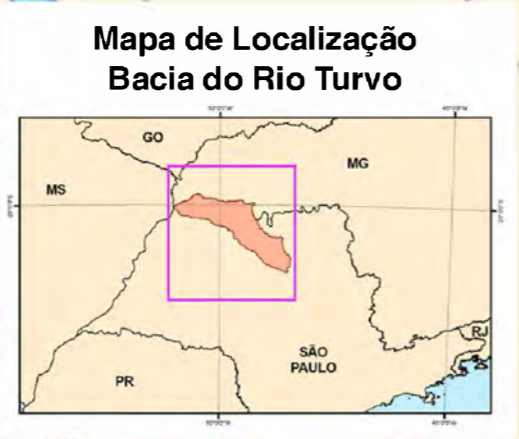 Mapa de Localização
Bacia do Rio Turvo
GO
MG
MS
RJ
SÃO
PAULO
PR